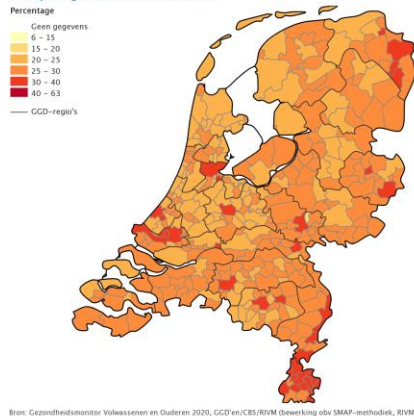 Percentage
Geen gegevens
6 - 15
15 - 20
20 - 25
25 - 30
30 - 40
40 - 63
GGD-regio's
Bron: Gezondheidsmonitor Volwassenen en Ouderen 2020, GGD'en/CBS/RIVM (bewerking obv SMAP-methodiek, RIVM